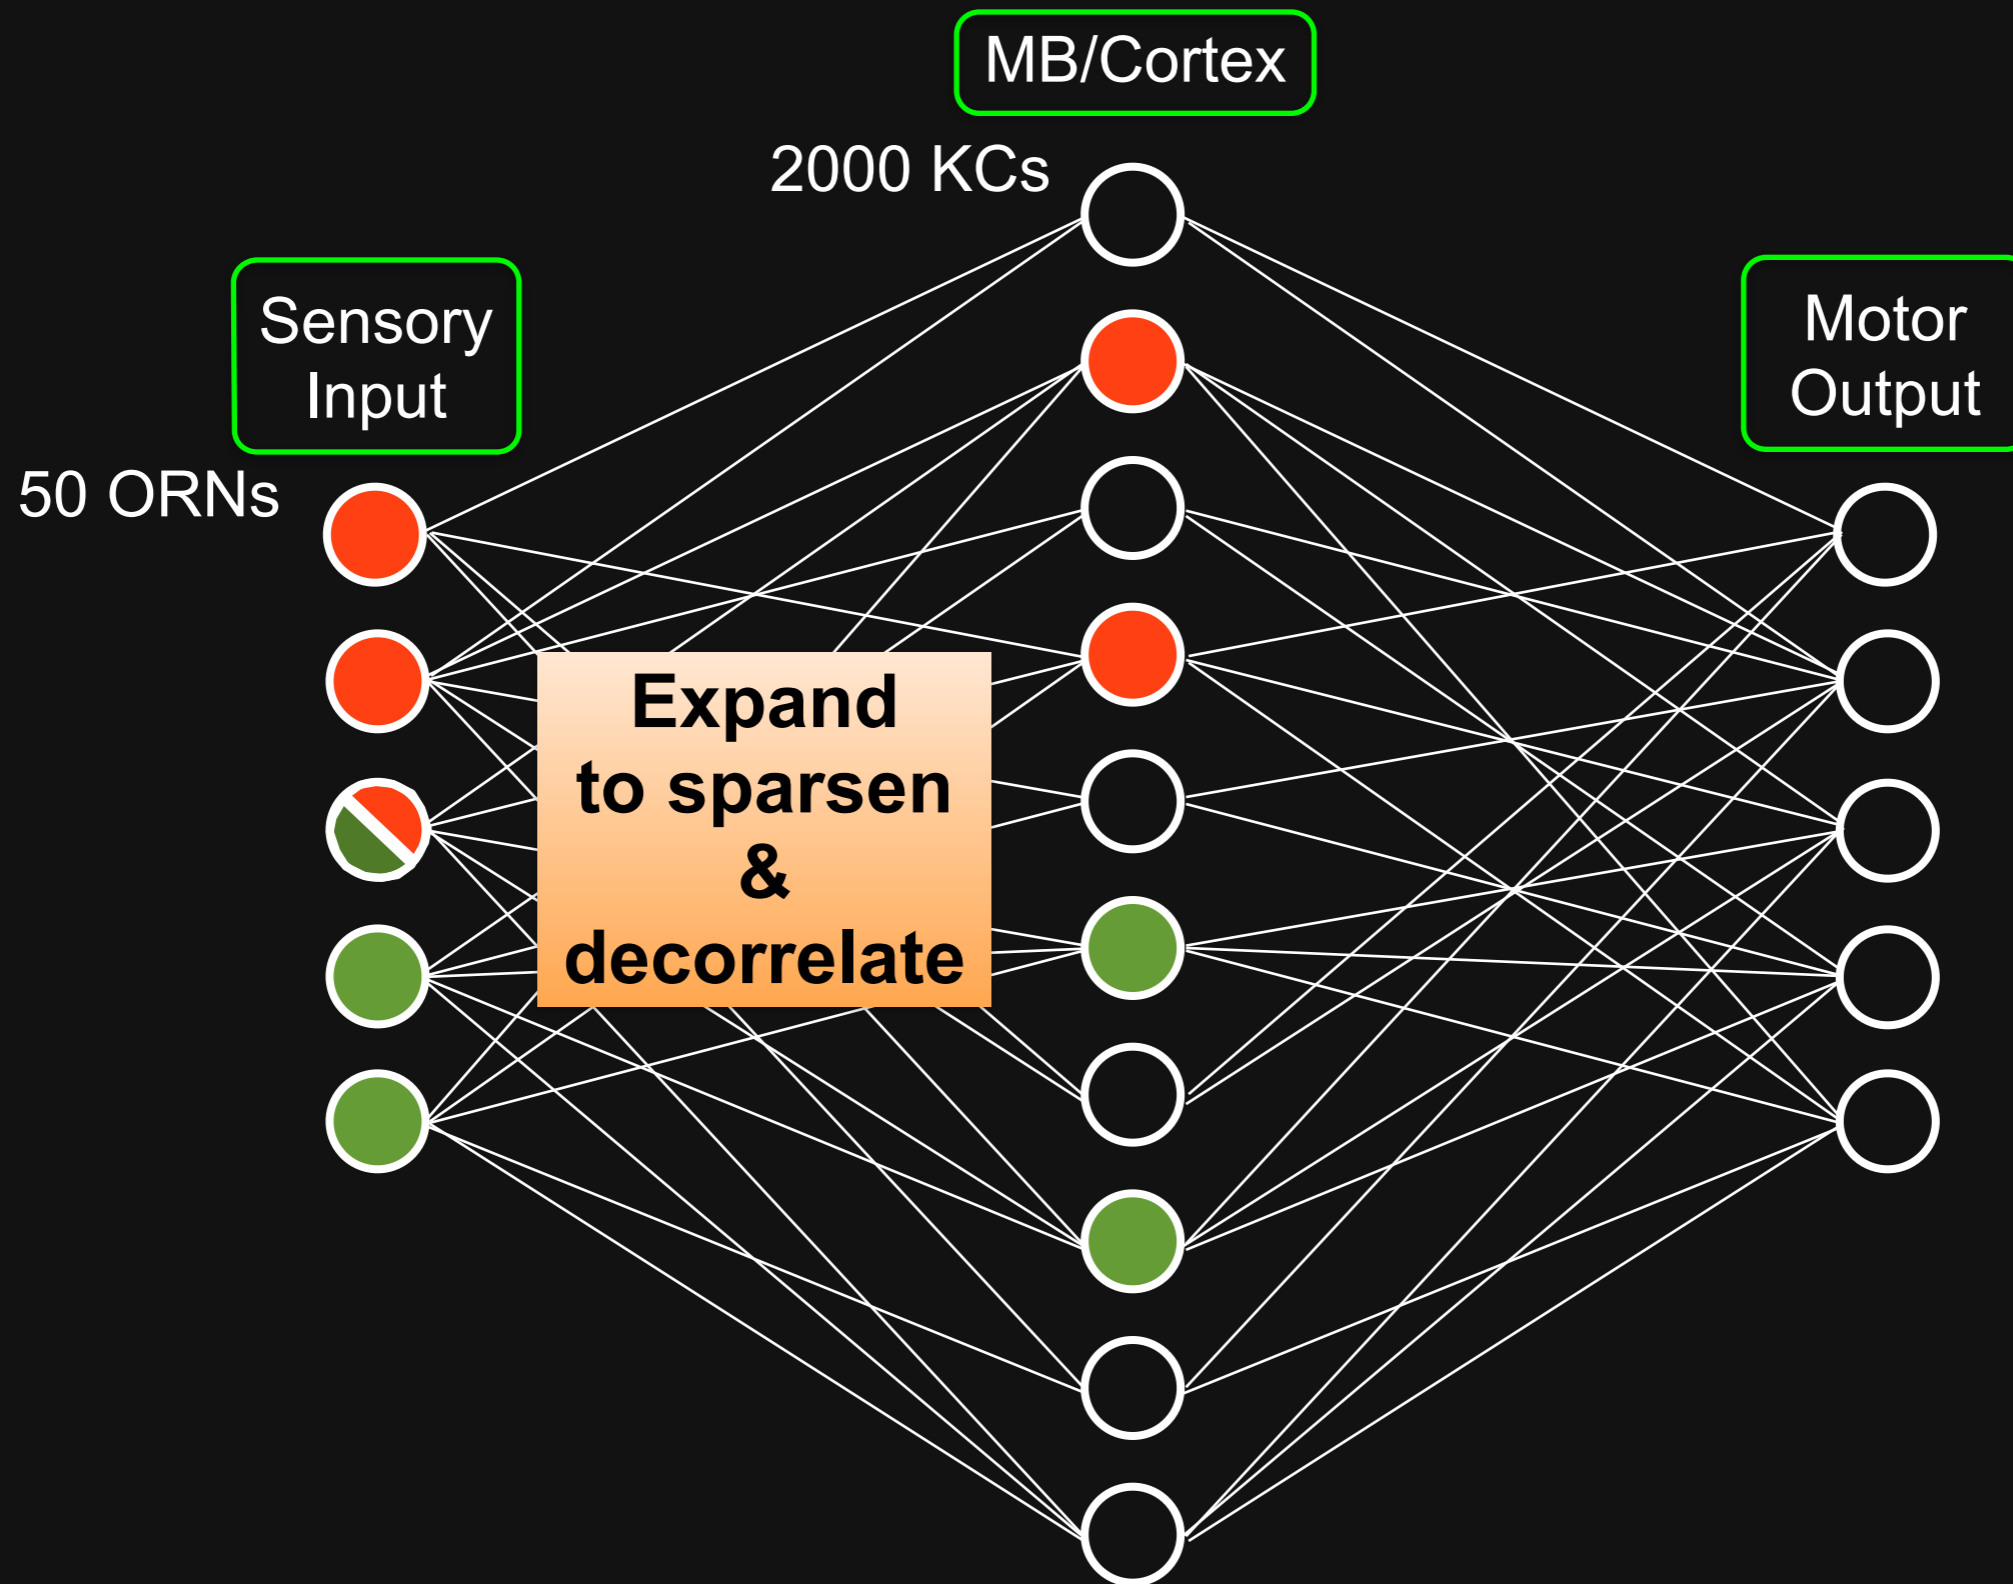 MB/Cortex
2000 KCs
Sensory
Input
50 ORNs
Expand
to sparsen
&
decorrelate
Motor
Output